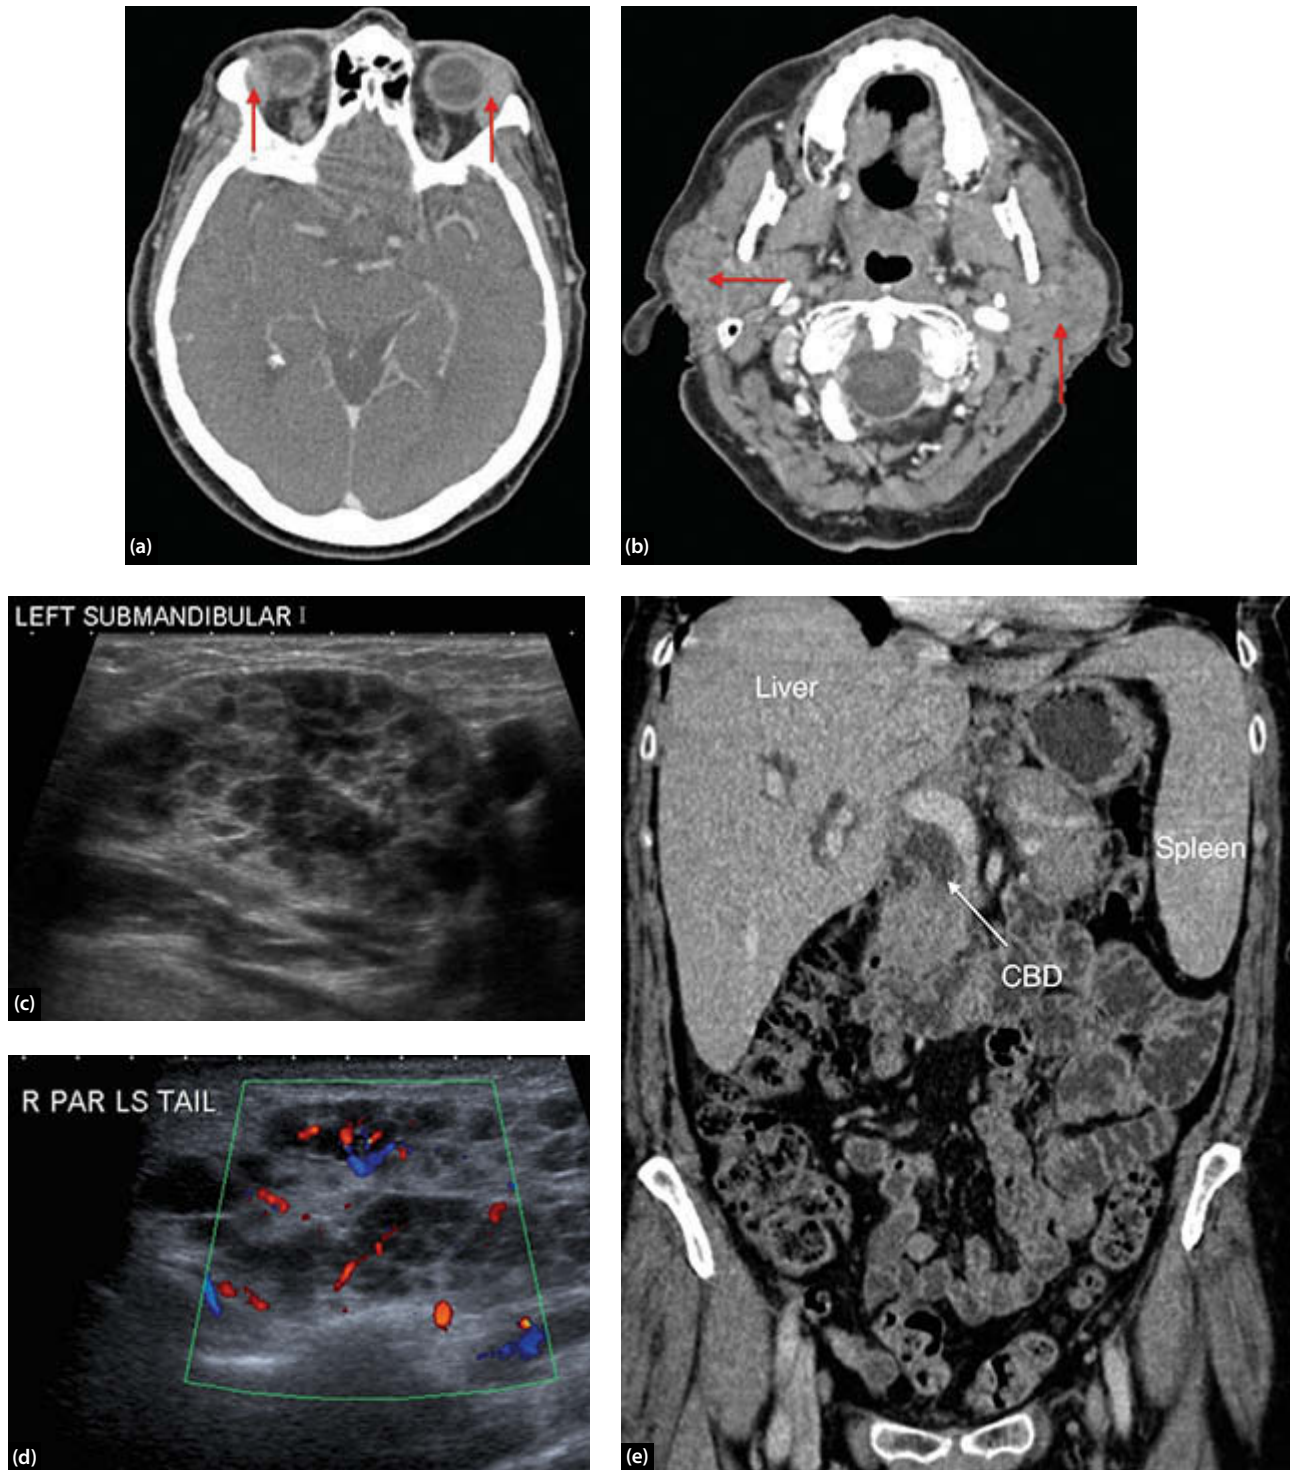 (a)
(b)
LEFT SUBMANDIBULAR I
(c)
R PAR LS TAIL
(d)
Liver
Spleen
CBD
(e)